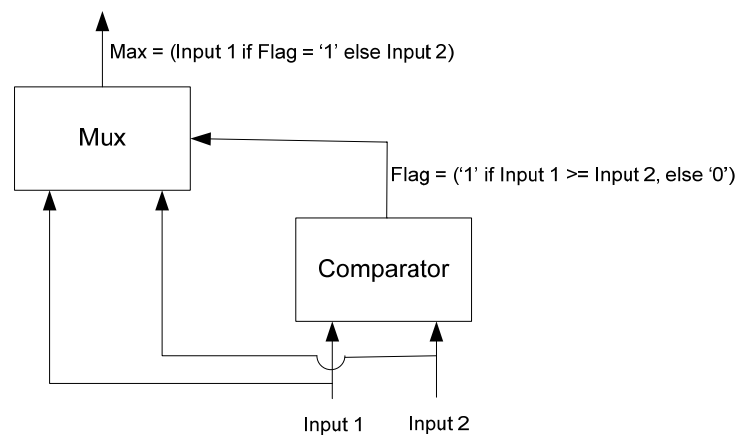 Max = (Input 1 if Flag = ‘1’ else Input 2)
Mux
Flag = (‘1’ if Input 1 >= Input 2, else ‘0’)
Comparator
Input 1
Input 2